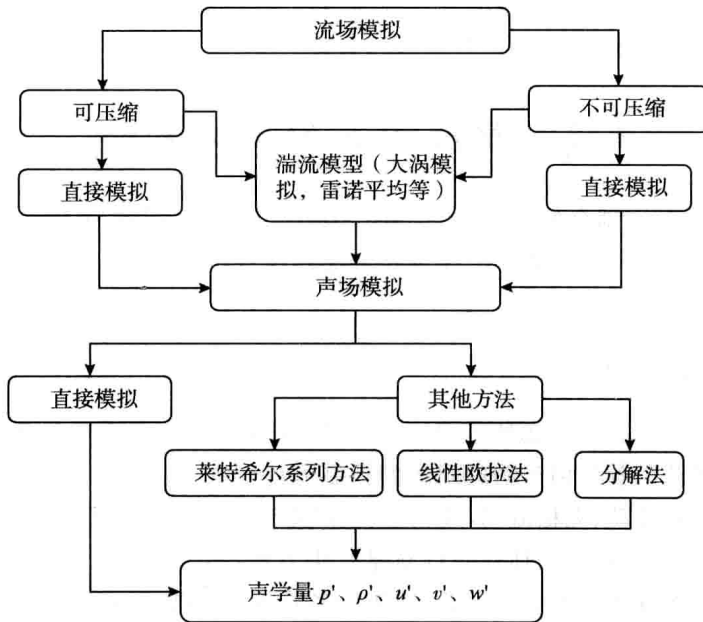 流场模拟
可压缩
不可压缩
湍流模型（大涡模
拟，雷诺平均等）
直接模拟
直接模拟
声场模拟
直接模拟
其他方法
莱特希尔系列方法
线性欧拉法
分解法
声学量 p'、ρ'、u'、v'、w'